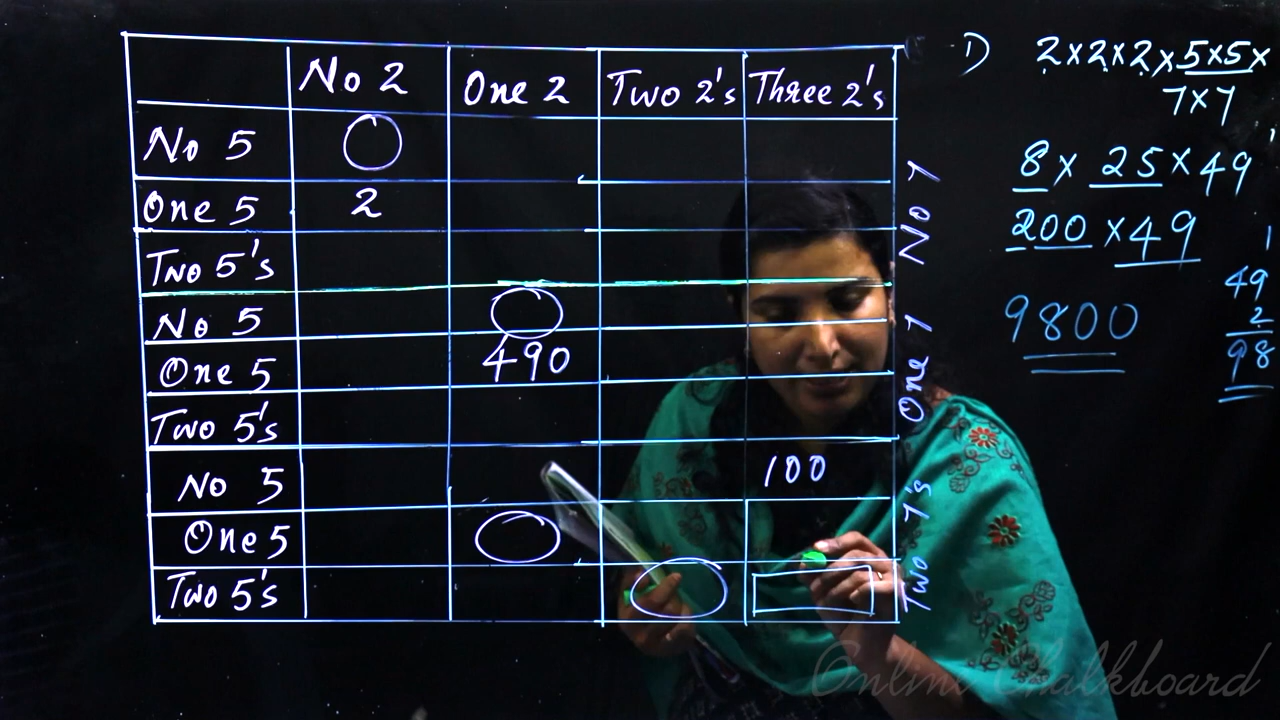 No 2 One 2 Two 2's Three 2's
No 5
One 5 2
Two 5's
No 7
No 5
One 5 490
Two 5's
One 7
No 5 100
One 5
Two 5's
Two 7's
1) 2×2×2×5×5×
7×7
8× 25×49
200×49
9800
1
49
2
98
Online Chalkboard